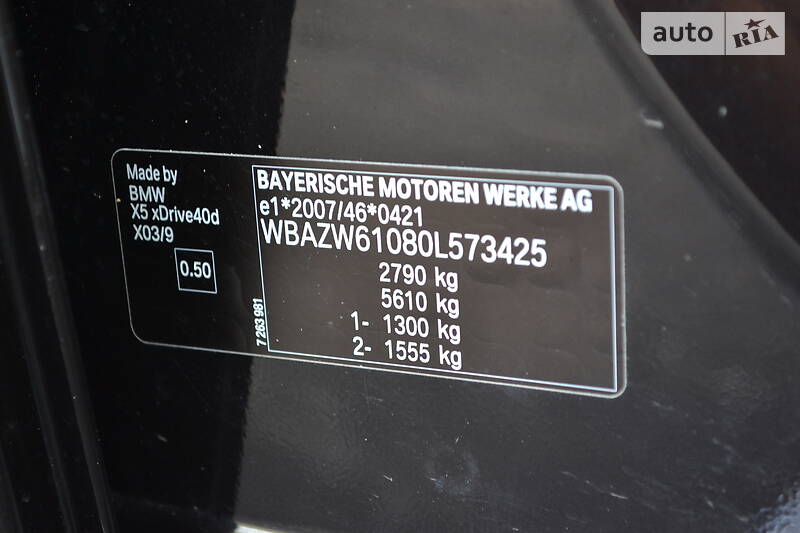 auto RIA
Made by
BMW
X5 xDrive40d
X03/9
0.50
7 263 981
BAYERISCHE MOTOREN WERKE AG
e1*2007/46*0421
WBAZW61080L573425
2790 kg
5610 kg
1- 1300 kg
2- 1555 kg